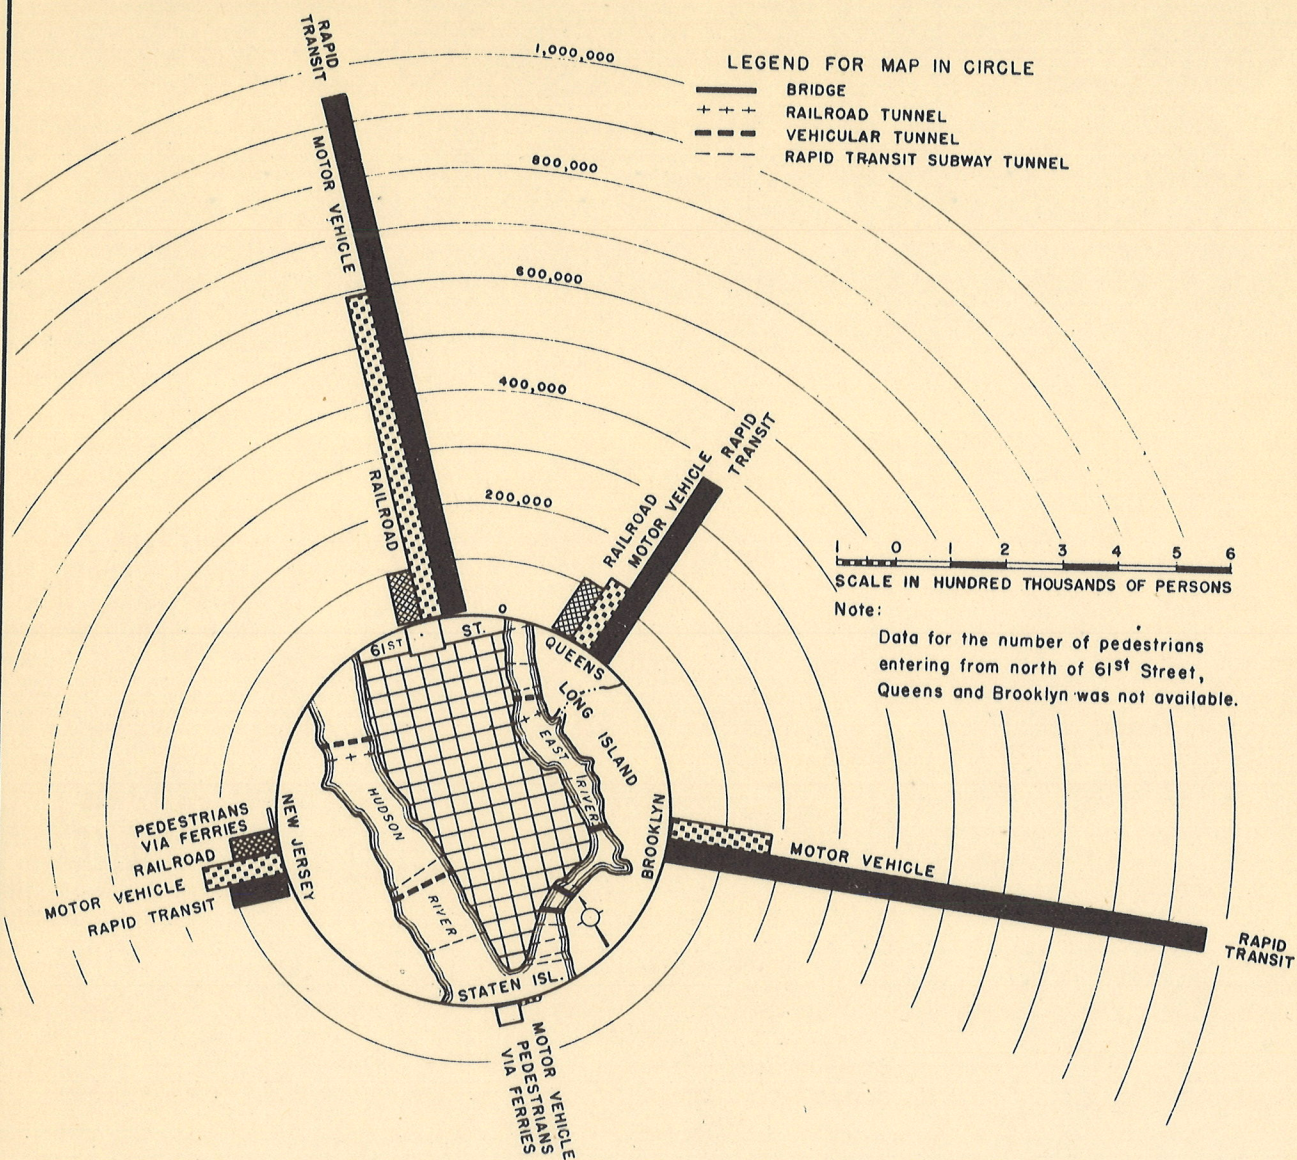 RAPID
TRANSIT
1,000,000
LEGEND FOR MAP IN CIRCLE
BRIDGE
RAILROAD TUNNEL
VEHICULAR TUNNEL
RAPID TRANSIT SUBWAY TUNNEL
MOTOR VEHICLE
800,000
600,000
400,000
RAILROAD
200,000
0
RAILROAD
MOTOR VEHICLE
RAPID
TRANSIT
1 0 1 2 3 4 5 6
SCALE IN HUNDRED THOUSANDS OF PERSONS
Note:
Data for the number of pedestrians
entering from north of 61st Street,
Queens and Brooklyn was not available.
61ST ST.
QUEENS
LONG
ISLAND
EAST
RIVER
HUDSON
RIVER
NEW JERSEY
BROOKLYN
STATEN ISL.
PEDESTRIANS
VIA FERRIES
RAILROAD
MOTOR VEHICLE
RAPID TRANSIT
MOTOR VEHICLE
RAPID
TRANSIT
MOTOR VEHICLE
PEDESTRIANS
VIA FERRIES